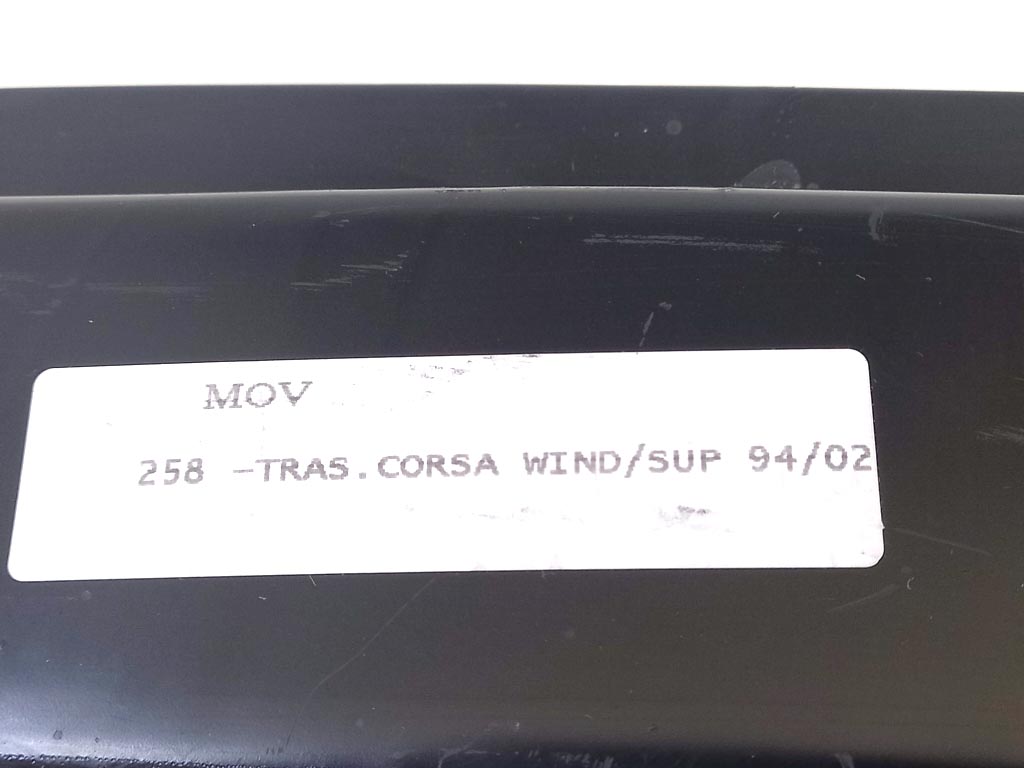 MOV
258 -TRAS.CORSA WIND/SUP 94/02